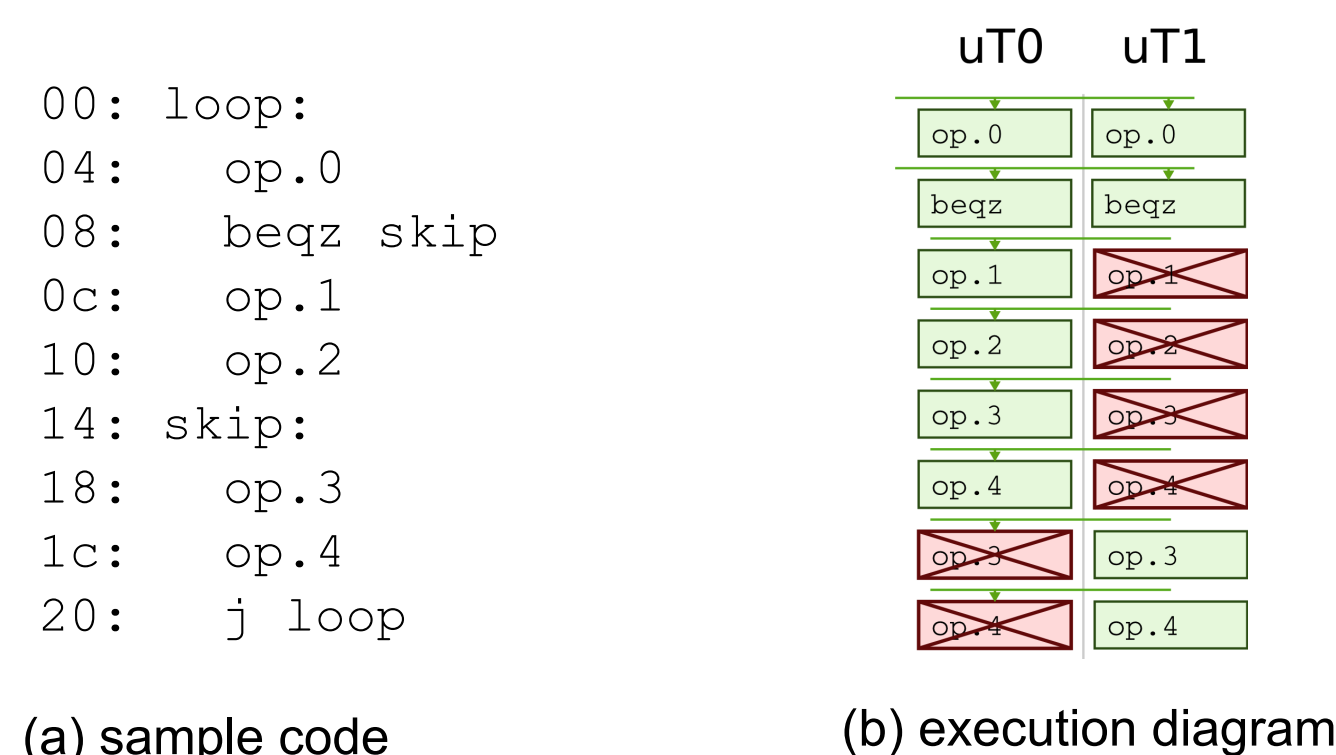 00: loop:
04: op.0
08: beqz skip
0c: op.1
10: op.2
14: skip:
18: op.3
1c: op.4
20: j loop
(a) sample code
uT0 uT1
op.0 op.0
beqz beqz
op.1 op.1
op.2 op.2
op.3 op.3
op.4 op.4
op.3 op.3
op.4 op.4
(b) execution diagram